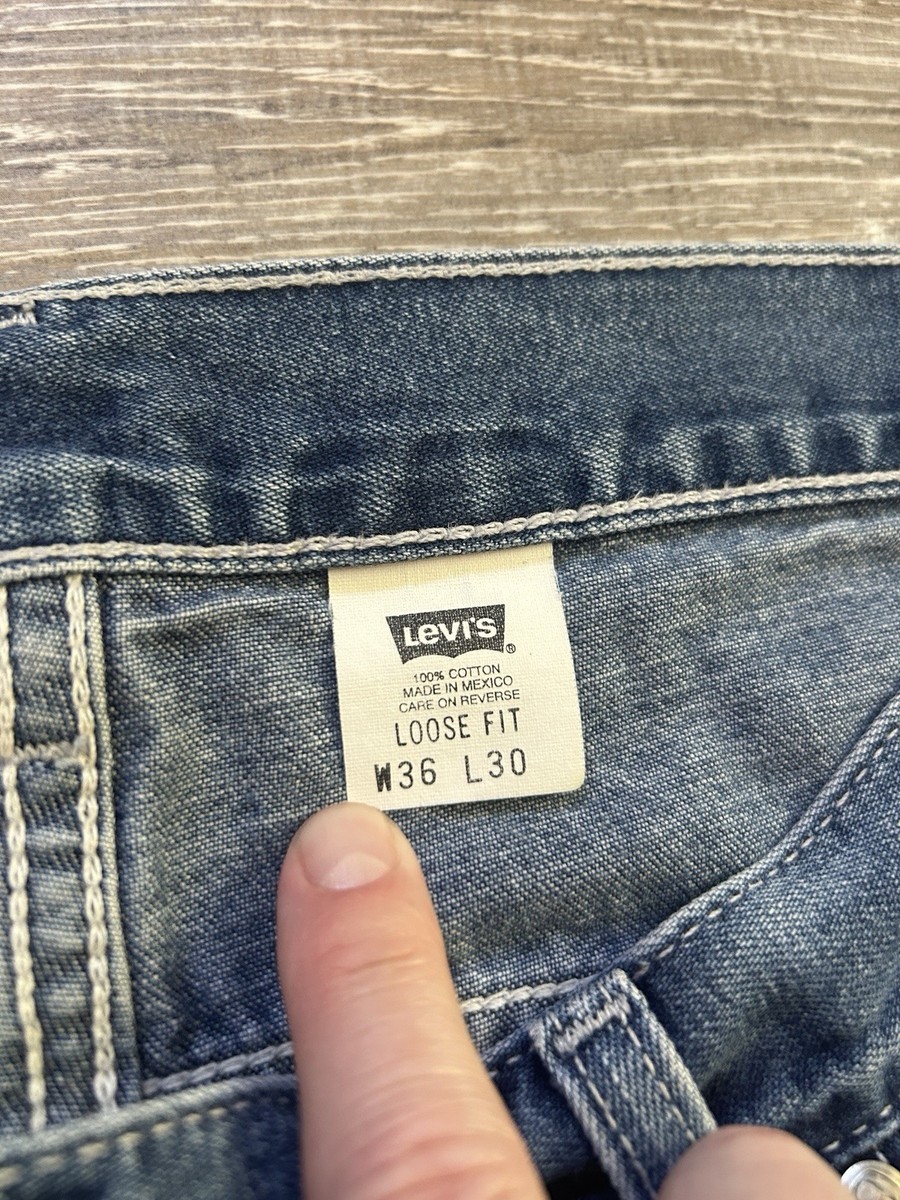 Levi's®
100% COTTON
MADE IN MEXICO
CARE ON REVERSE
LOOSE FIT
W36 L30